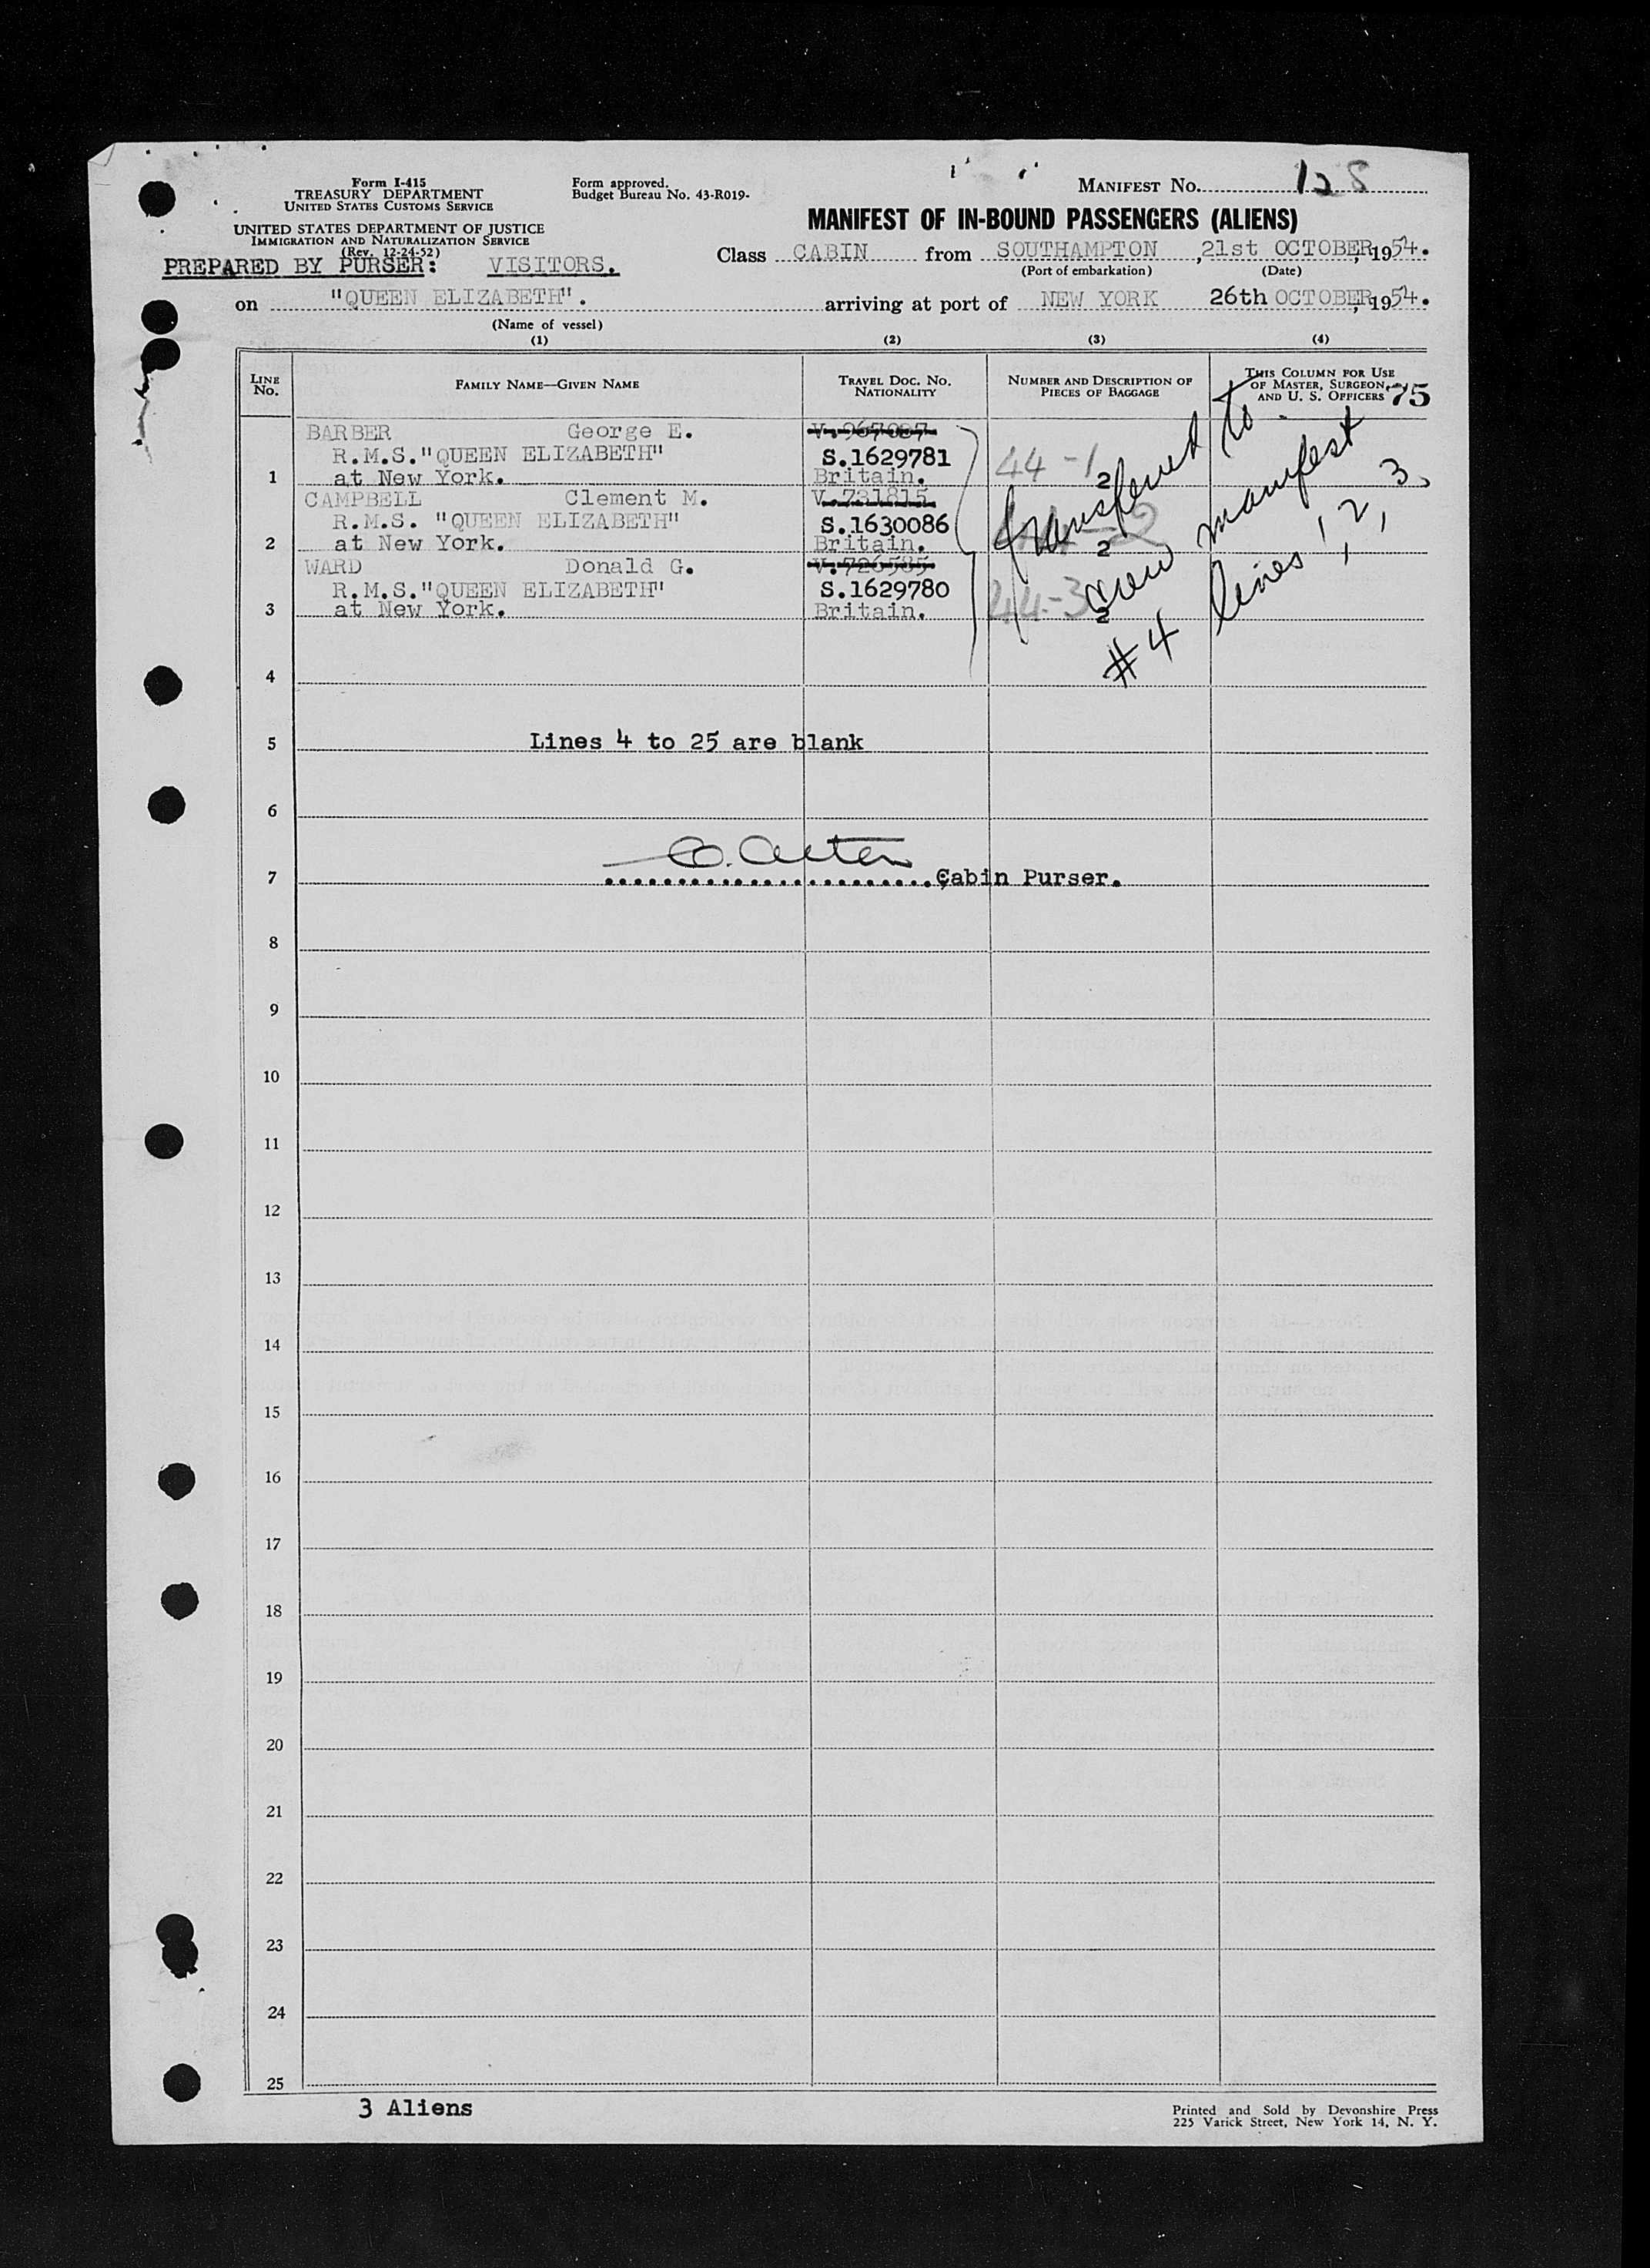 Form I-415
TREASURY DEPARTMENT
UNITED STATES CUSTOMS SERVICE
Form approved.
Budget Bureau No. 43-R019-
MANIFEST No. 128
UNITED STATES DEPARTMENT OF JUSTICE
IMMIGRATION AND NATURALIZATION SERVICE
(Rev. 12-24-52)
MANIFEST OF IN-BOUND PASSENGERS (ALIENS)
PREPARED BY PURSER: VISITORS.
Class CABIN from SOUTHAMPTON, 21st OCTOBER, 1954.
(Port of embarkation) (Date)
on "QUEEN ELIZABETH". arriving at port of NEW YORK 26th OCTOBER, 1954.
(Name of vessel)
(1) (2) (3) (4)
LINE No. FAMILY NAME—GIVEN NAME TRAVEL DOC. No. NATIONALITY NUMBER AND DESCRIPTION OF PIECES OF BAGGAGE THIS COLUMN FOR USE OF MASTER, SURGEON, AND U. S. OFFICERS 75
BARBER George E. V.967087
R.M.S."QUEEN ELIZABETH" S.1629781 44-1
1 at New York. Britain. 2
CAMPBELL Clement M. V.731815
R.M.S. "QUEEN ELIZABETH" S.1630086
2 at New York. Britain. 2
WARD Donald G. V.726585
R.M.S."QUEEN ELIZABETH" S.1629780 44-3
3 at New York. Britain. 2
transferred to
crew manifest
#4 lines 1, 2, 3
4
5 Lines 4 to 25 are blank
6
7 Cabin Purser.
8
9
10
11
12
13
14
15
16
17
18
19
20
21
22
23
24
25
3 Aliens
Printed and Sold by Devonshire Press
225 Varick Street, New York 14, N. Y.